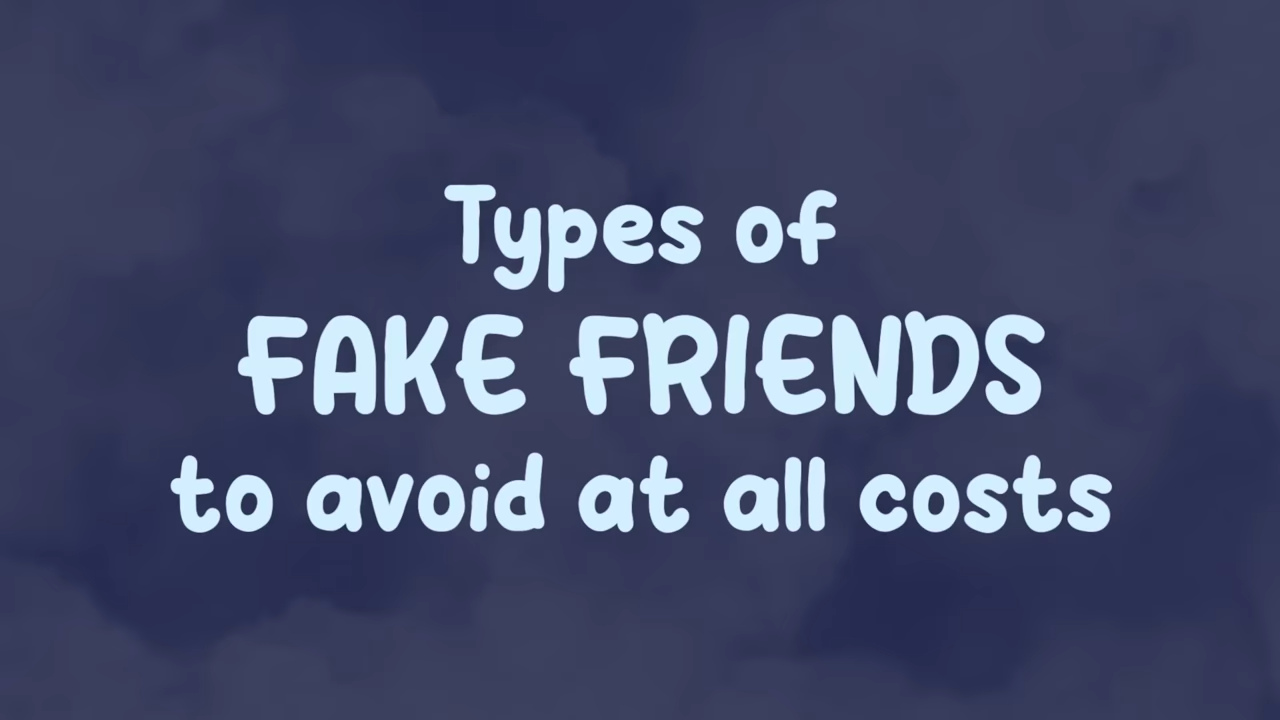 Types of
FAKE FRIENDS
to avoid at all costs